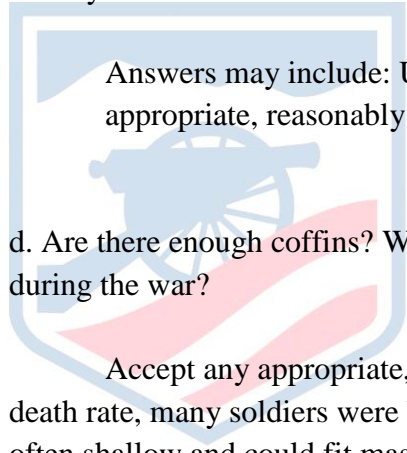 Answers may include:
appropriate, reasonably
d. Are there enough coffins?
during the war?
Accept any appropriate,
death rate, many soldiers were
often shallow and could fit